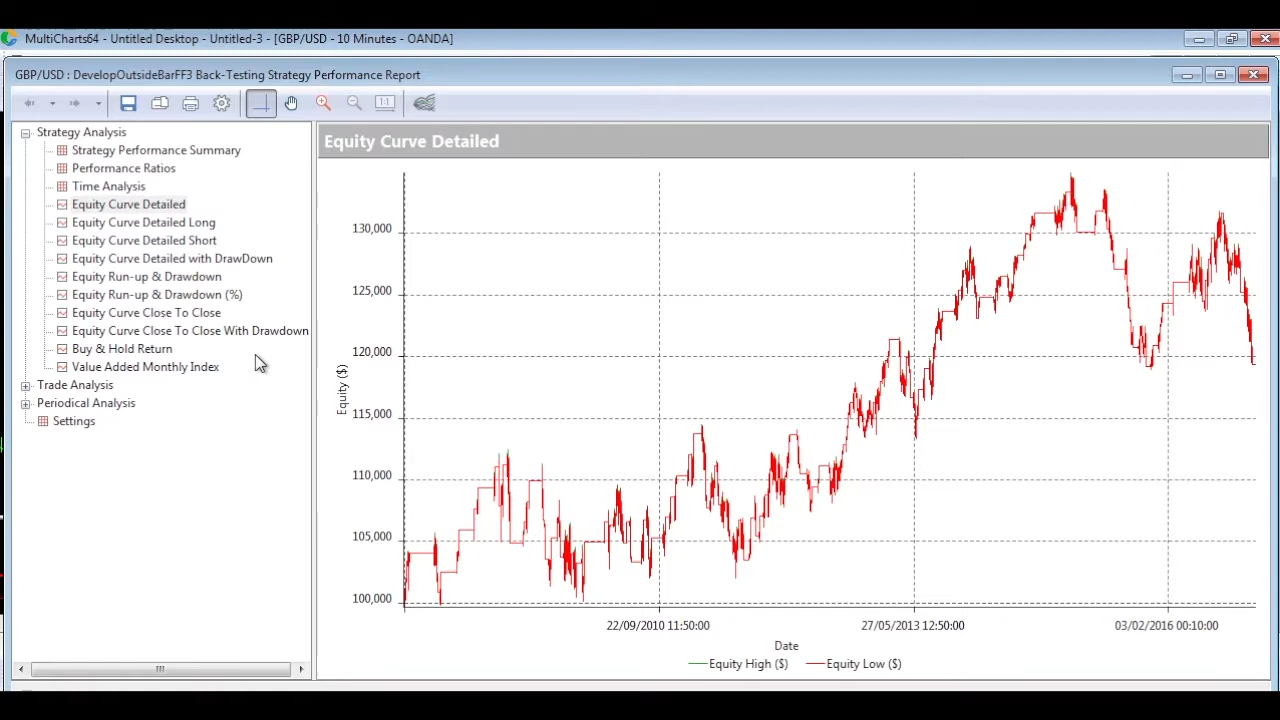 MultiCharts64 - Untitled Desktop - Untitled-3 - [GBP/USD - 10 Minutes - OANDA]
GBP/USD : DevelopOutsideBarFF3 Back-Testing Strategy Performance Report
1:1
Strategy Analysis
Strategy Performance Summary
Performance Ratios
Time Analysis
Equity Curve Detailed
Equity Curve Detailed Long
Equity Curve Detailed Short
Equity Curve Detailed with DrawDown
Equity Run-up & Drawdown
Equity Run-up & Drawdown (%)
Equity Curve Close To Close
Equity Curve Close To Close With Drawdown
Buy & Hold Return
Value Added Monthly Index
Trade Analysis
Periodical Analysis
Settings
Equity Curve Detailed
130,000
125,000
120,000
115,000
110,000
105,000
100,000
Equity ($)
22/09/2010 11:50:00
27/05/2013 12:50:00
03/02/2016 00:10:00
Date
Equity High ($)
Equity Low ($)